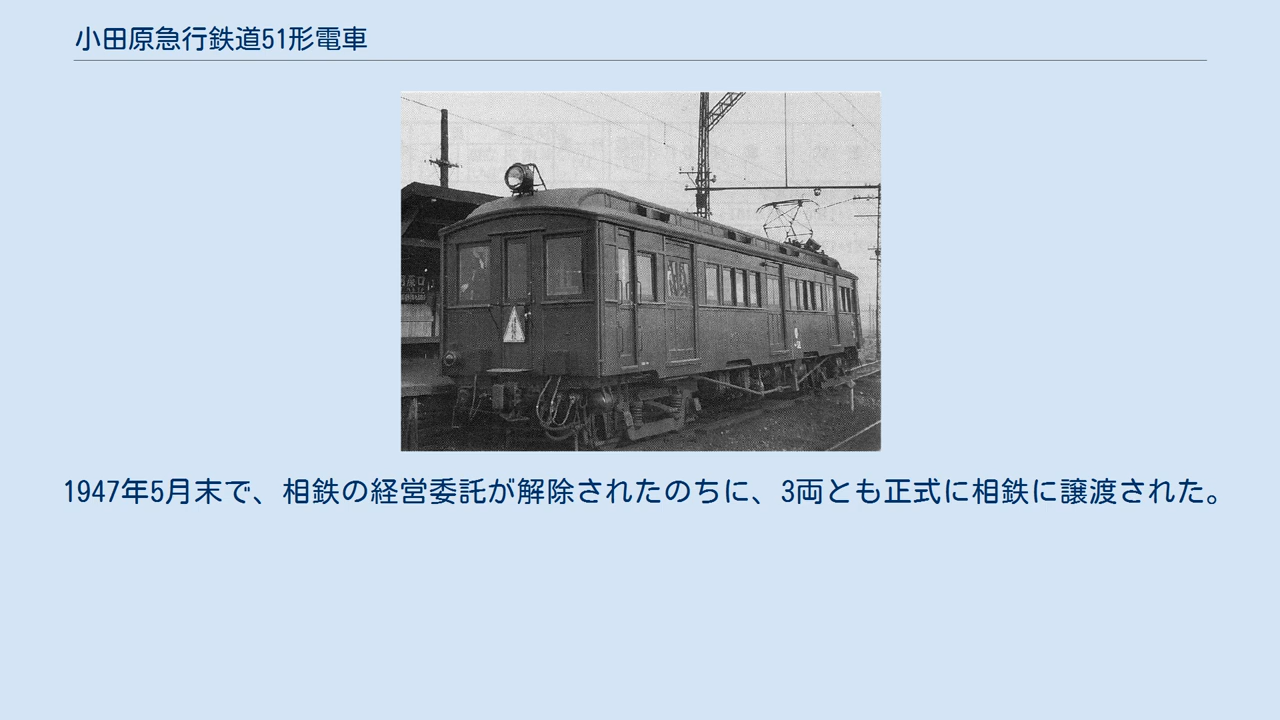 小田原急行鉄道51形電車
1947年5月末で、相鉄の経営委託が解除されたのちに、3両とも正式に相鉄に譲渡された。